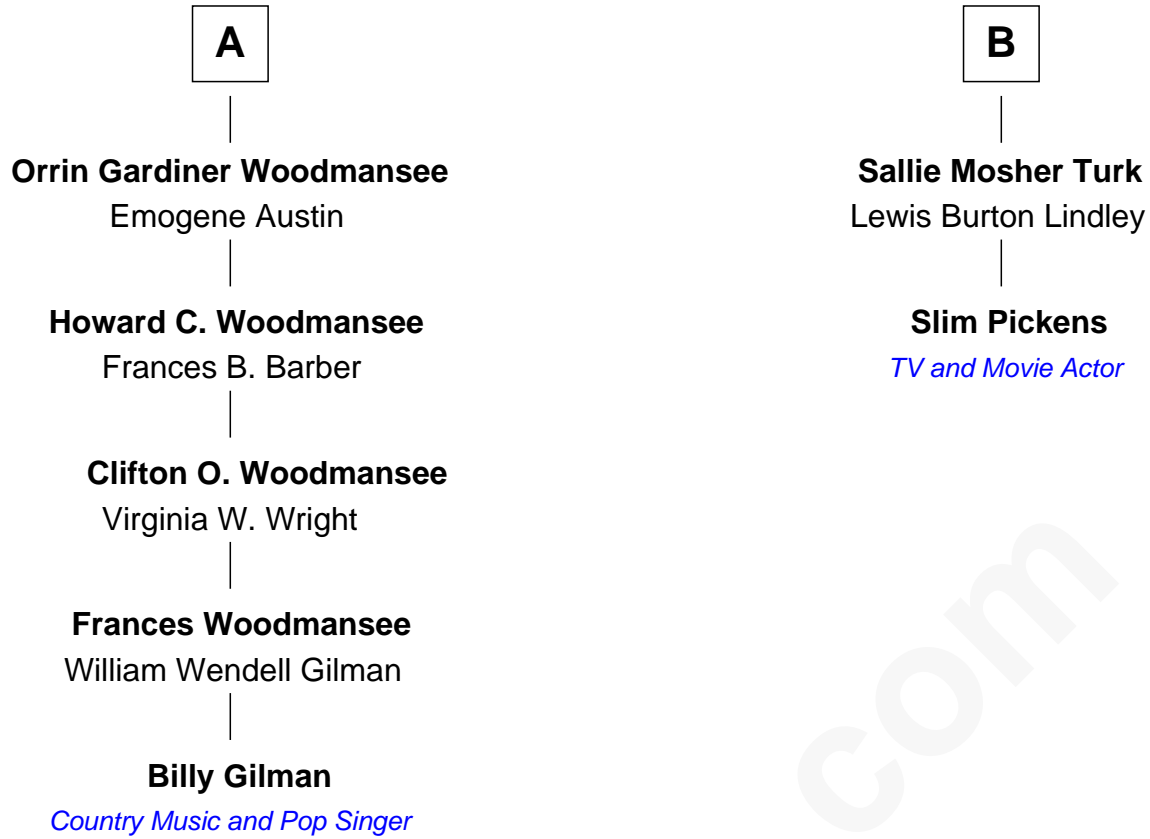 A
Orrin Gardiner Woodmansee
Emogene Austin
Howard C. Woodmansee
Frances B. Barber
Clifton O. Woodmansee
Virginia W. Wright
Frances Woodmansee
William Wendell Gilman
Billy Gilman
Country Music and Pop Singer
B
Sallie Mosher Turk
Lewis Burton Lindley
Slim Pickens
TV and Movie Actor
com